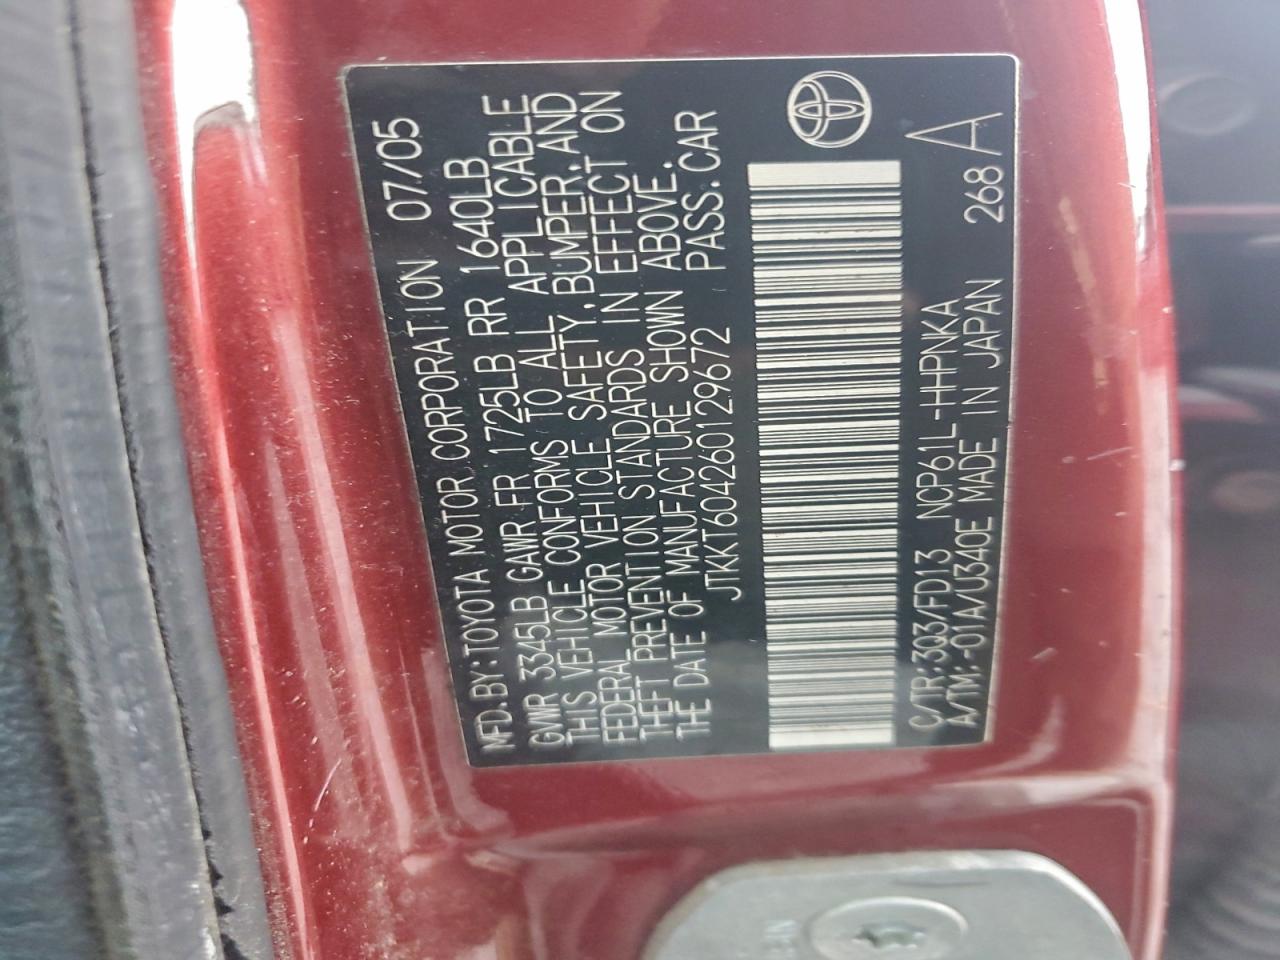 MFD.BY:TOYOTA MOTOR CORPORATION 07/05
GVWR 3345LB GAWR FR 1725LB RR 1640LB
THIS VEHICLE CONFORMS TO ALL APPLICABLE
FEDERAL MOTOR VEHICLE SAFETY,BUMPER,AND
THEFT PREVENTION STANDARDS IN EFFECT ON
THE DATE OF MANUFACTURE SHOWN ABOVE.
JTKKT604260129672 PASS.CAR
C/TR:3Q3/FD13 NCP61L-HHPNKA
A/TM:-01A/U340E MADE IN JAPAN 268 A